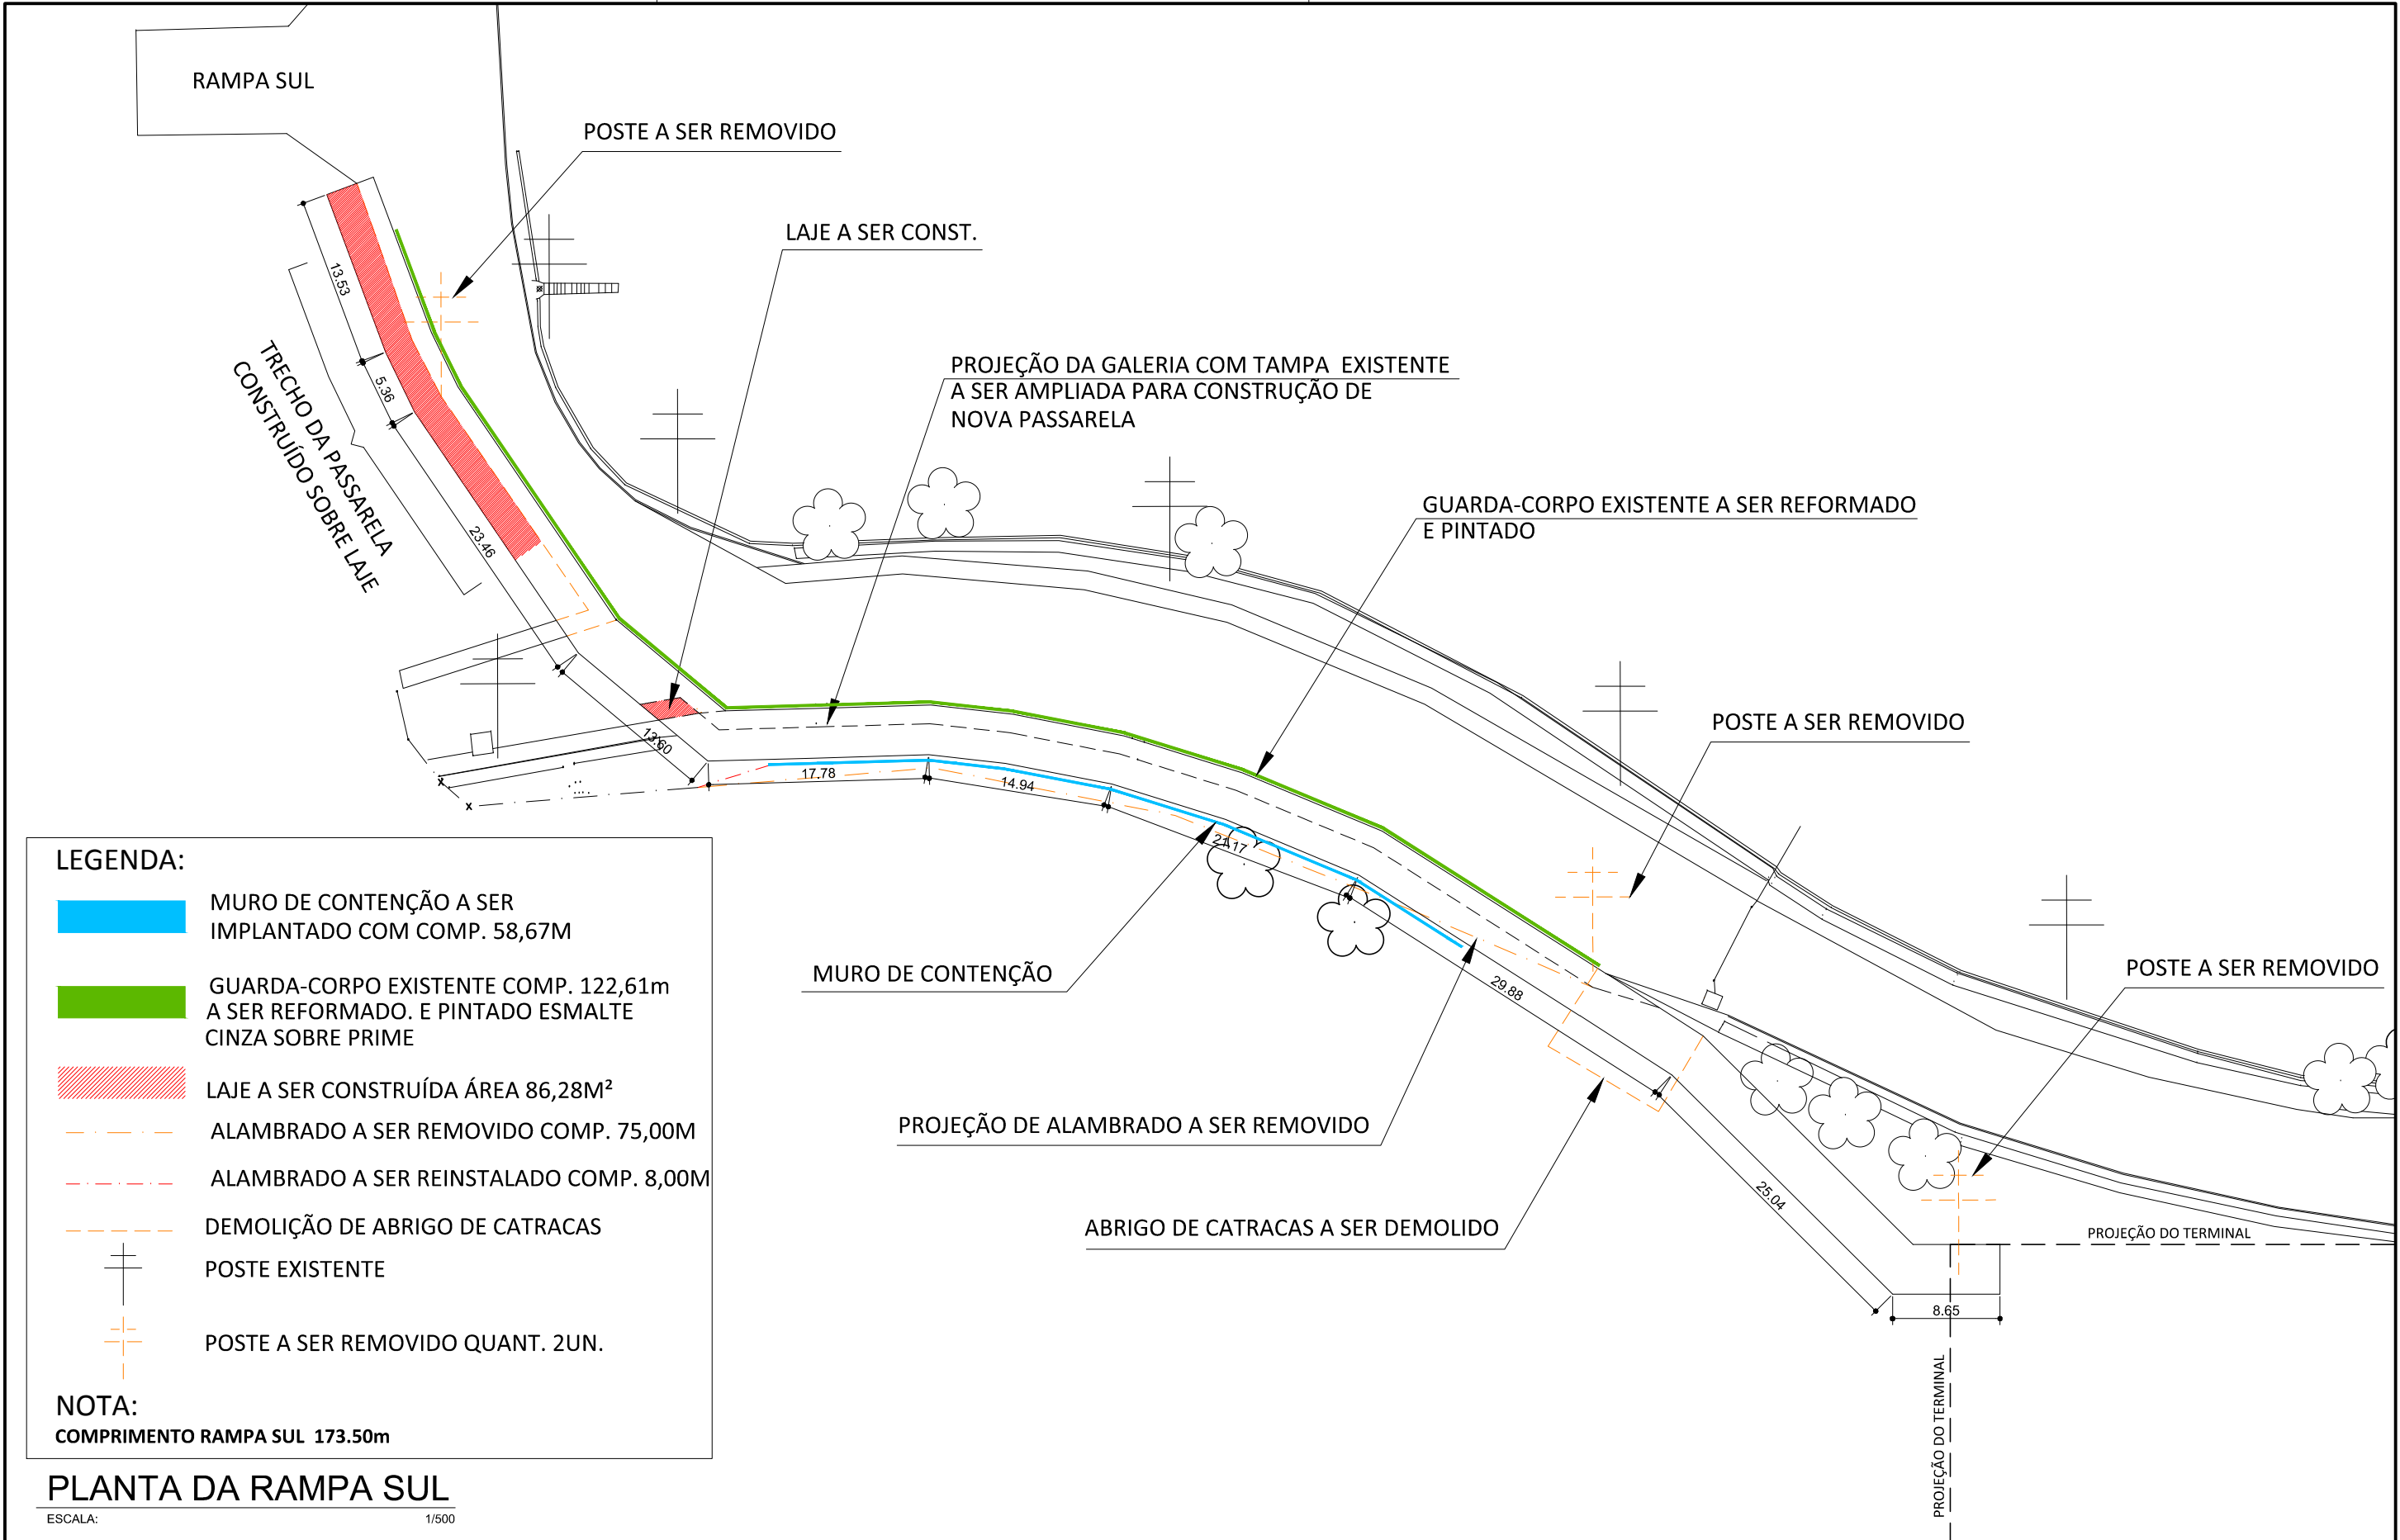 RAMPA SUL
POSTE A SER REMOVIDO
LAJE A SER CONST.
13.53
5.36
TRECHO DA PASSARELA
CONSTRUÍDO SOBRE LAJE
23.46
PROJEÇÃO DA GALERIA COM TAMPA EXISTENTE
A SER AMPLIADA PARA CONSTRUÇÃO DE
NOVA PASSARELA
GUARDA-CORPO EXISTENTE A SER REFORMADO
E PINTADO
POSTE A SER REMOVIDO
13.60
17.78
14.94
21.17
x
x
MURO DE CONTENÇÃO
29.88
POSTE A SER REMOVIDO
PROJEÇÃO DE ALAMBRADO A SER REMOVIDO
ABRIGO DE CATRACAS A SER DEMOLIDO
25.04
PROJEÇÃO DO TERMINAL
8.65
PROJEÇÃO DO TERMINAL
LEGENDA:
MURO DE CONTENÇÃO A SER
IMPLANTADO COM COMP. 58,67M
GUARDA-CORPO EXISTENTE COMP. 122,61m
A SER REFORMADO. E PINTADO ESMALTE
CINZA SOBRE PRIME
LAJE A SER CONSTRUÍDA ÁREA 86,28M²
ALAMBRADO A SER REMOVIDO COMP. 75,00M
ALAMBRADO A SER REINSTALADO COMP. 8,00M
DEMOLIÇÃO DE ABRIGO DE CATRACAS
POSTE EXISTENTE
POSTE A SER REMOVIDO QUANT. 2UN.
NOTA:
COMPRIMENTO RAMPA SUL 173.50m
PLANTA DA RAMPA SUL
ESCALA: 1/500